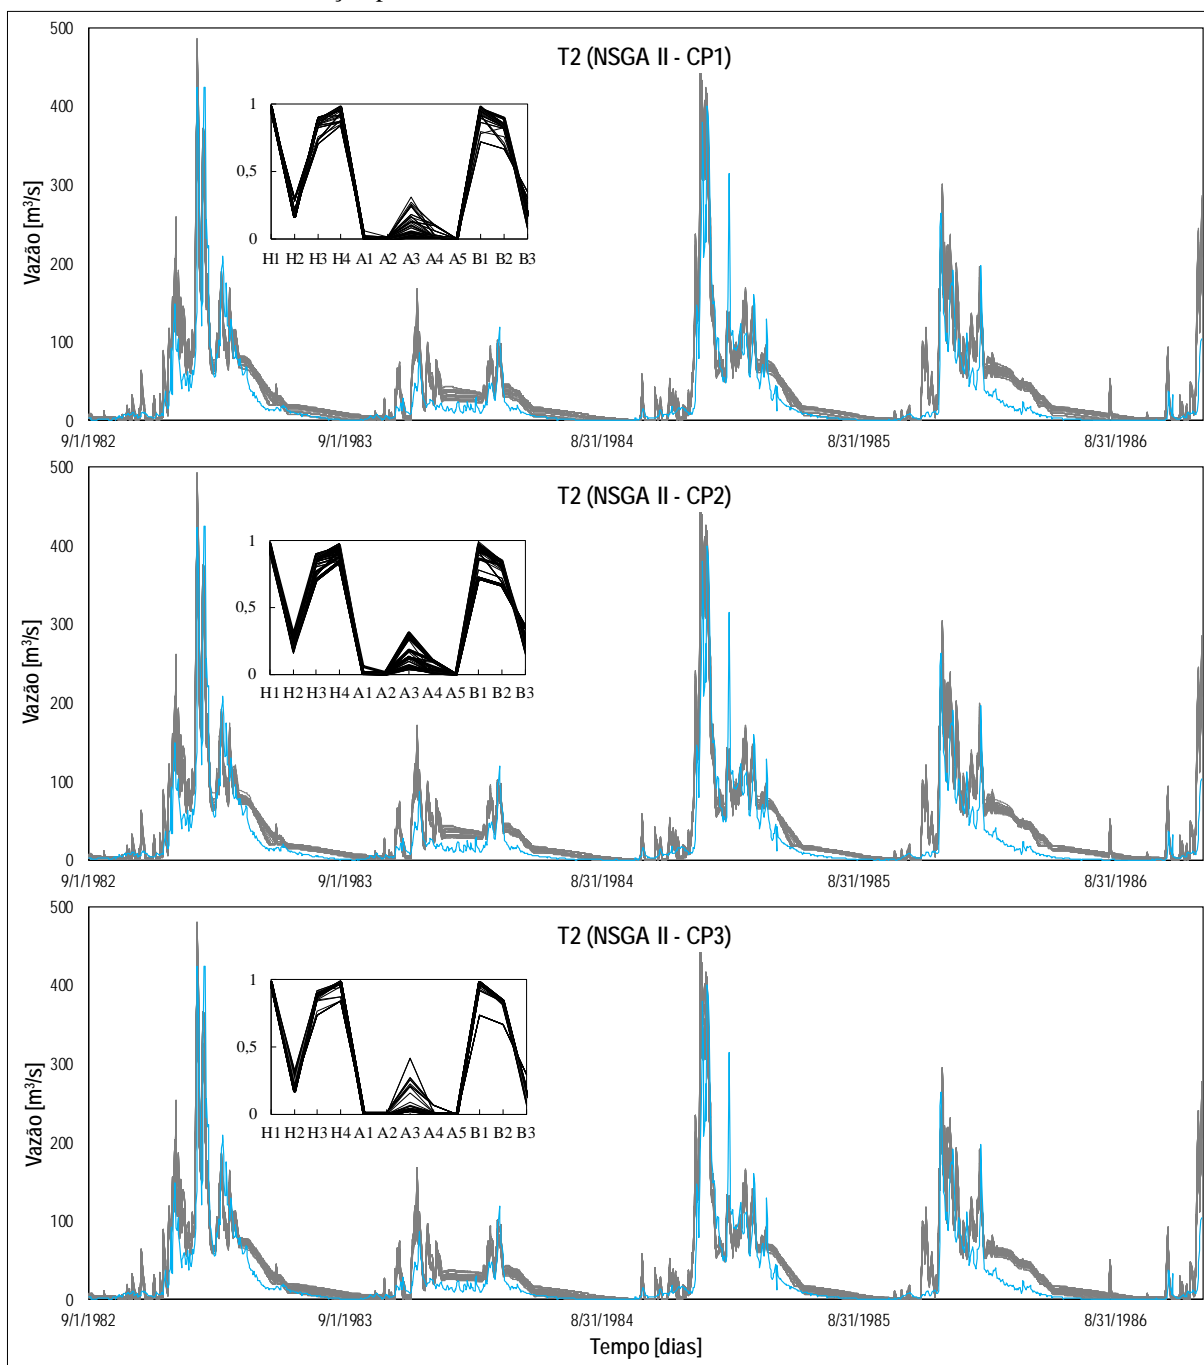 500
T2 (NSGA II - CP1)
400
300
200
100
0
Vazão [m³/s]
1
0,5
0
H1 H2 H3 H4 A1 A2 A3 A4 A5 B1 B2 B3
9/1/1982 9/1/1983 8/31/1984 8/31/1985 8/31/1986
500
T2 (NSGA II - CP2)
400
300
200
100
0
Vazão [m³/s]
1
0,5
0
H1 H2 H3 H4 A1 A2 A3 A4 A5 B1 B2 B3
9/1/1982 9/1/1983 8/31/1984 8/31/1985 8/31/1986
500
T2 (NSGA II - CP3)
400
300
200
100
0
Vazão [m³/s]
1
0,5
0
H1 H2 H3 H4 A1 A2 A3 A4 A5 B1 B2 B3
9/1/1982 9/1/1983 8/31/1984 8/31/1985 8/31/1986
Tempo [dias]